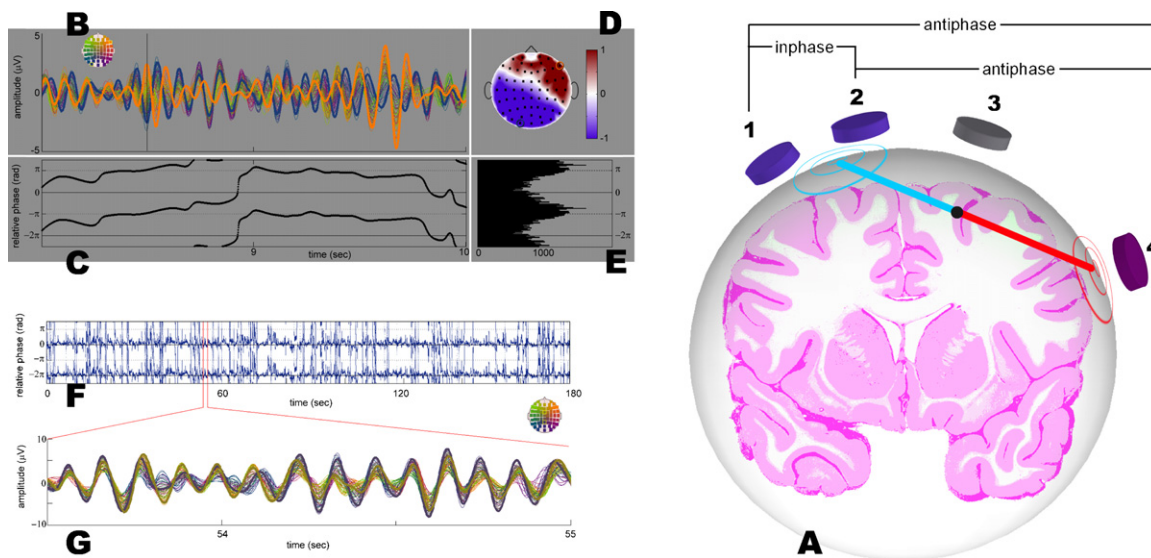 B
D
5
0
-5
amplitude (μV)
1
0
-1
π
0
-π
-2π
relative phase (rad)
9
10
time (sec)
0
1000
C
E
π
0
-π
-2π
relative phase (rad)
0
60
120
180
time (sec)
F
10
0
-10
amplitude (μV)
54
55
time (sec)
G
antiphase
inphase
antiphase
1
2
3
4
A